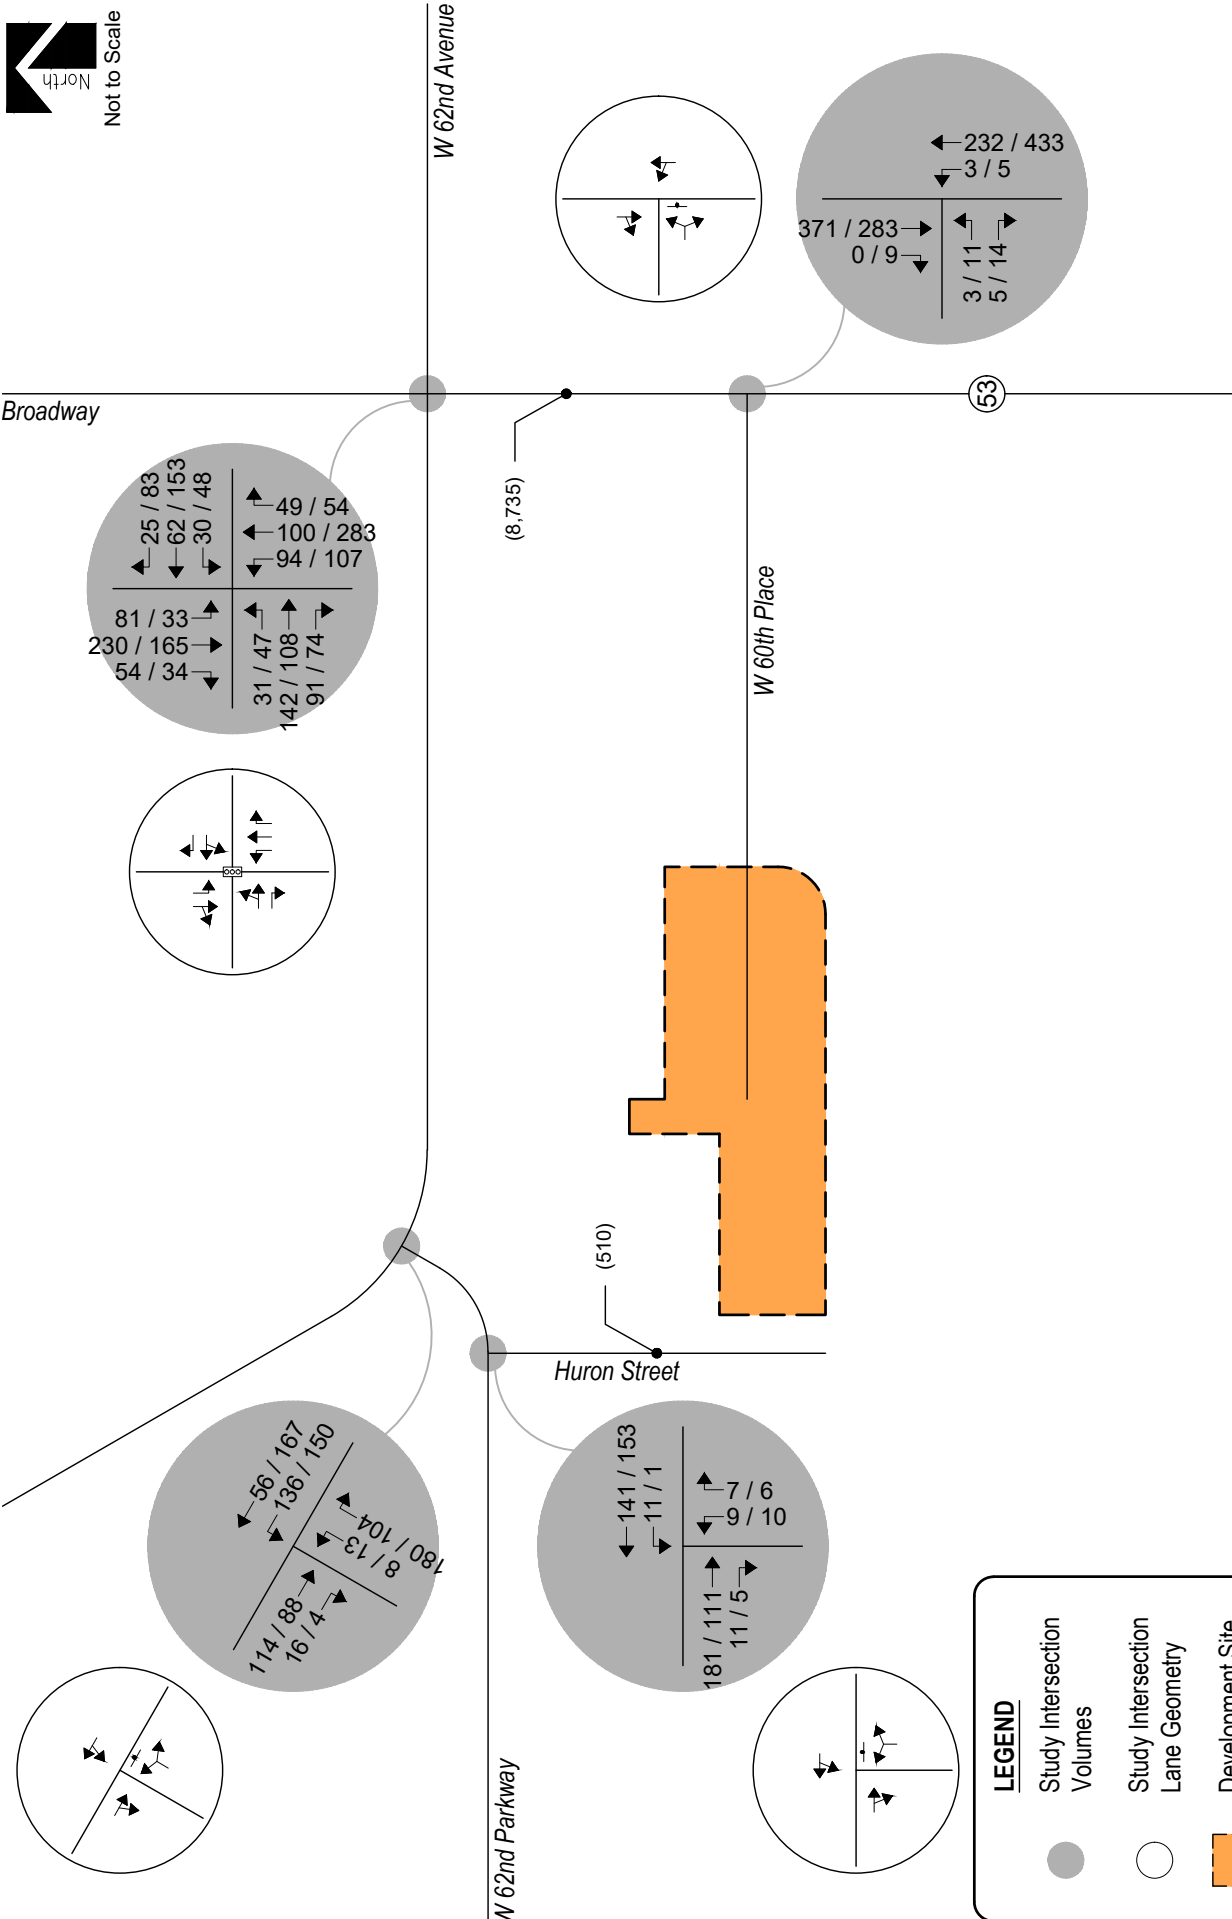 North
Not to Scale
W 62nd Avenue
232 / 433
3 / 5
371 / 283
0 / 9
3 / 11
5 / 14
53
Broadway
25 / 83
62 / 153
30 / 48
49 / 54
100 / 283
94 / 107
81 / 33
230 / 165
54 / 34
31 / 47
142 / 108
91 / 74
(8,735)
W 60th Place
(510)
Huron Street
56 / 167
136 / 150
8 / 13
180 / 104
114 / 88
16 / 4
141 / 153
11 / 1
7 / 6
9 / 10
181 / 111
11 / 5
W 62nd Parkway
LEGEND
Study Intersection
Volumes
Study Intersection
Lane Geometry
Development Site